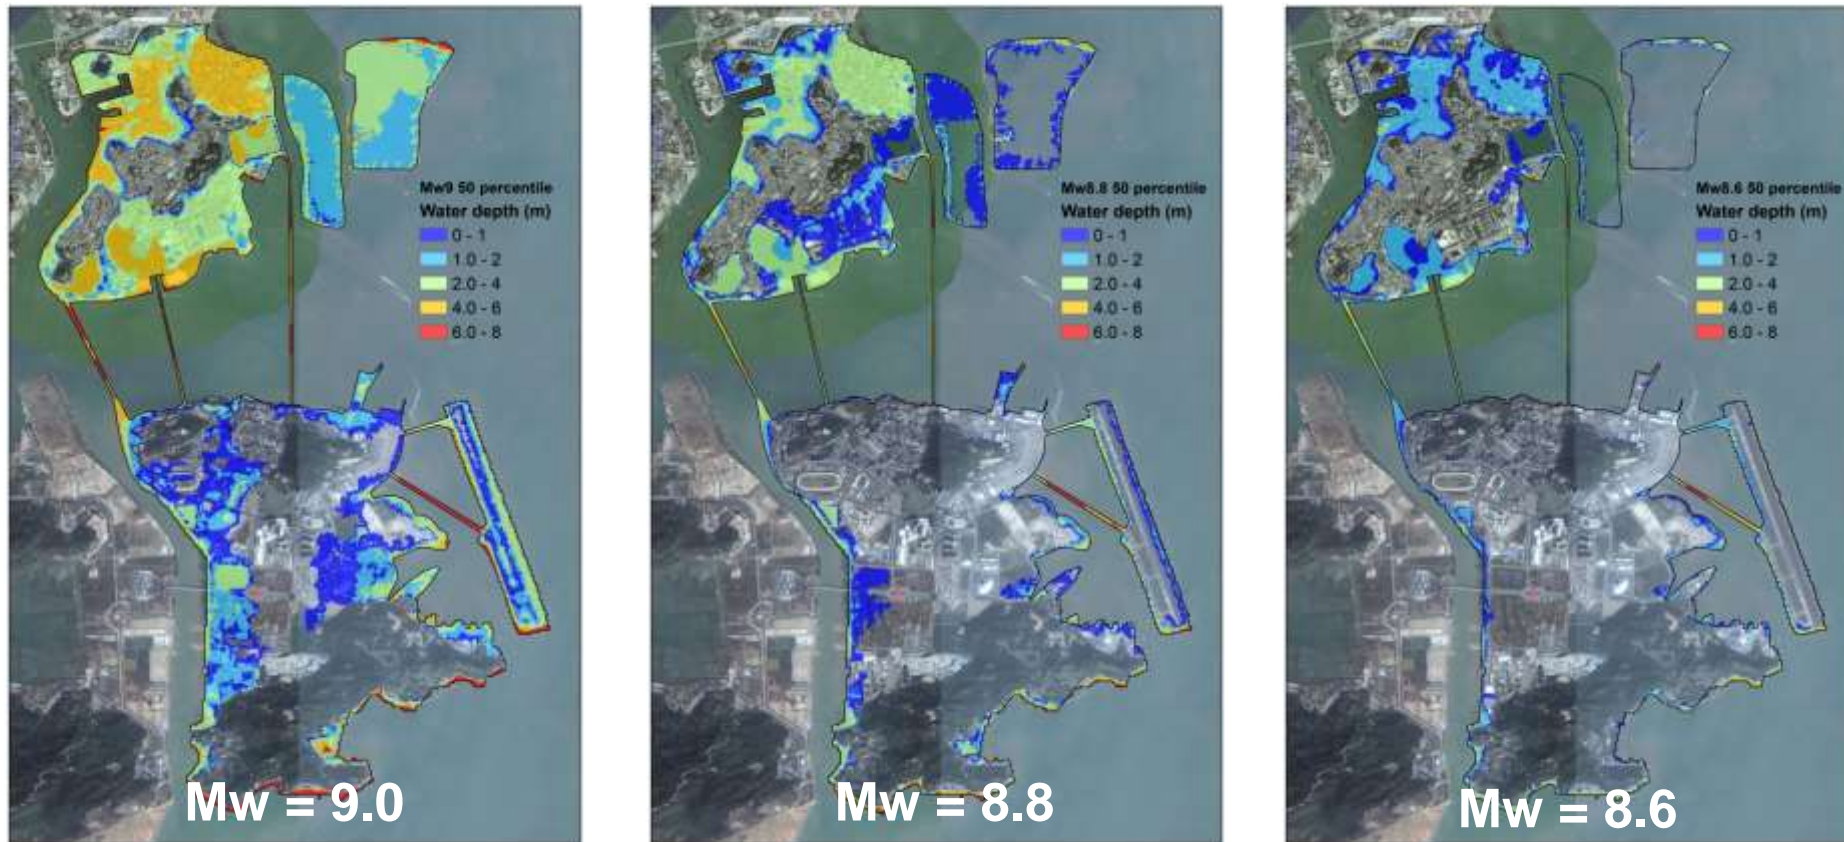 Mw9 50 percentile
Water depth (m)
0 - 1
1.0 - 2
2.0 - 4
4.0 - 6
6.0 - 8
Mw = 9.0
Mw8.8 50 percentile
Water depth (m)
0 - 1
1.0 - 2
2.0 - 4
4.0 - 6
6.0 - 8
Mw = 8.8
Mw8.6 50 percentile
Water depth (m)
0 - 1
1.0 - 2
2.0 - 4
4.0 - 6
6.0 - 8
Mw = 8.6